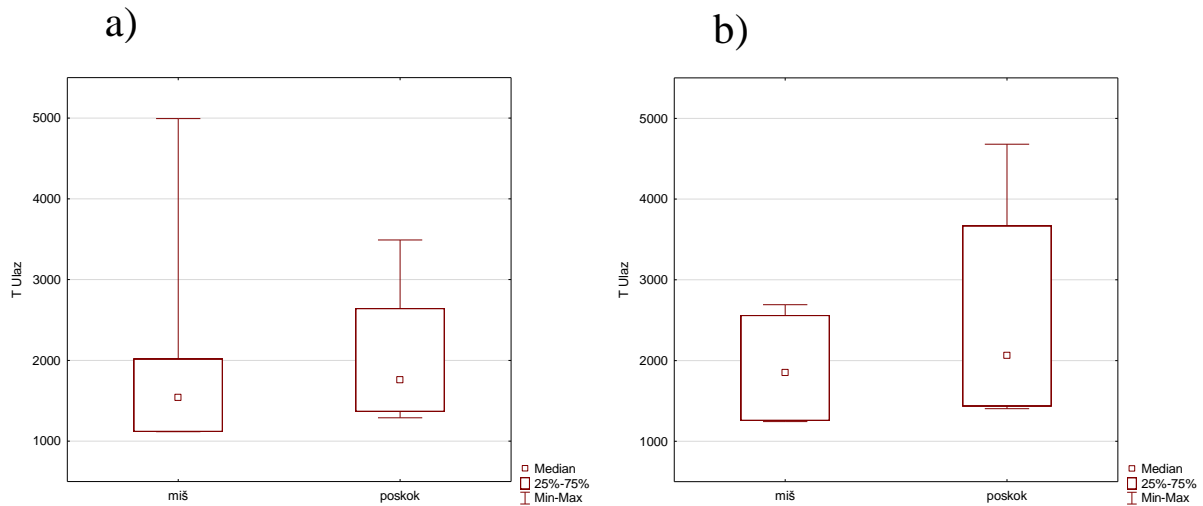 a)
T Ulaz
5000
4000
3000
2000
1000
miš
poskok
Median
25%-75%
Min-Max
b)
T Ulaz
5000
4000
3000
2000
1000
miš
poskok
Median
25%-75%
Min-Max